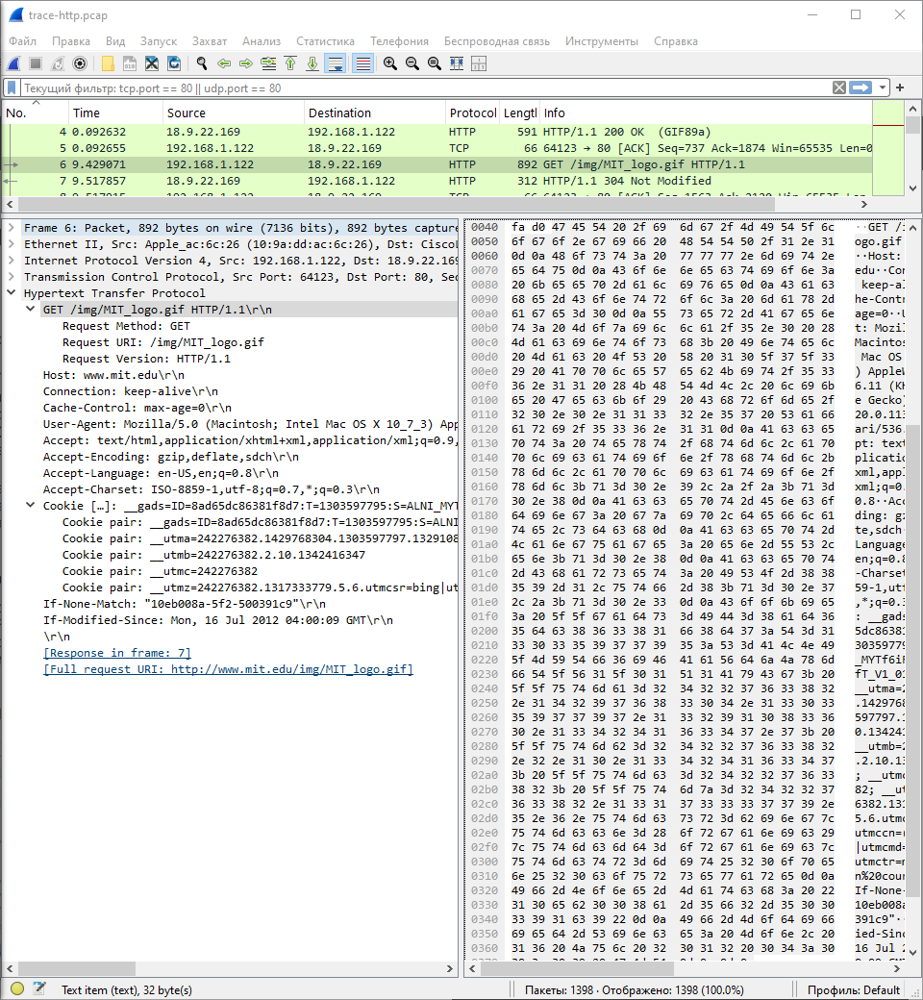 trace-http.pcap
Файл Правка Вид Запуск Захват Анализ Статистика Телефония Беспроводная связь Инструменты Справка
Текущий фильтр: tcp.port == 80 || udp.port == 80
No. Time Source Destination Protocol Lengtl Info
4 0.092632 18.9.22.169 192.168.1.122 HTTP 591 HTTP/1.1 200 OK (GIF89a)
5 0.092655 192.168.1.122 18.9.22.169 TCP 66 64123 → 80 [ACK] Seq=737 Ack=1874 Win=65535 Len=0
6 9.429071 192.168.1.122 18.9.22.169 HTTP 892 GET /img/MIT_logo.gif HTTP/1.1
7 9.517815 18.9.22.169 192.168.1.122 HTTP 312 HTTP/1.1 304 Not Modified
Frame 6: Packet, 892 bytes on wire (7136 bits), 892 bytes capture
Ethernet II, Src: Apple_ac:6c:26 (10:9a:dd:ac:6c:26), Dst: Cisco
Internet Protocol Version 4, Src: 192.168.1.122, Dst: 18.9.22.169
Transmission Control Protocol, Src Port: 64123, Dst Port: 80, Sec
Hypertext Transfer Protocol
GET /img/MIT_logo.gif HTTP/1.1\r\n
Request Method: GET
Request URI: /img/MIT_logo.gif
Request Version: HTTP/1.1
Host: www.mit.edu\r\n
Connection: keep-alive\r\n
Cache-Control: max-age=0\r\n
User-Agent: Mozilla/5.0 (Macintosh; Intel Mac OS X 10_7_3) App
Accept: text/html,application/xhtml+xml,application/xml;q=0.9,
Accept-Encoding: gzip,deflate,sdch\r\n
Accept-Language: en-US,en;q=0.8\r\n
Accept-Charset: ISO-8859-1,utf-8;q=0.7,*;q=0.3\r\n
Cookie […]: __gads=ID=8ad65dc86381f8d7:T=1303597795:S=ALNI_MYT
Cookie pair: __gads=ID=8ad65dc86381f8d7:T=1303597795:S=ALNI
Cookie pair: __utma=242276382.1429768304.1303597797.1329108
Cookie pair: __utmb=242276382.2.10.1342416347
Cookie pair: __utmc=242276382
Cookie pair: __utmz=242276382.1317333779.5.6.utmcsr=bing|ut
If-None-Match: "10eb008a-5f2-500391c9"\r\n
If-Modified-Since: Mon, 16 Jul 2012 04:00:09 GMT\r\n
\r\n
[Response in frame: 7]
[Full request URI: http://www.mit.edu/img/MIT_logo.gif]
0040 fa d0 47 45 54 20 2f 69 6d 67 2f 4d 49 54 5f 6c ··GET /i
0050 6f 67 6f 2e 67 69 66 20 48 54 54 50 2f 31 2e 31 ogo.gif
0060 0d 0a 48 6f 73 74 3a 20 77 77 77 2e 6d 69 74 2e ··Host:
0070 65 64 75 0d 0a 43 6f 6e 6e 65 63 74 69 6f 6e 3a edu··Con
0080 20 6b 65 65 70 2d 61 6c 69 76 65 0d 0a 43 61 63 keep-al
0090 68 65 2d 43 6f 6e 74 72 6f 6c 3a 20 6d 61 78 2d he-Contr
00a0 61 67 65 3d 30 0d 0a 55 73 65 72 2d 41 67 65 6e age=0··U
00b0 74 3a 20 4d 6f 7a 69 6c 6c 61 2f 35 2e 30 20 28 t: Mozil
00c0 4d 61 63 69 6e 74 6f 73 68 3b 20 49 6e 74 65 6c Macintos
00d0 20 4d 61 63 20 4f 53 20 58 20 31 30 5f 37 5f 33 Mac OS
00e0 29 20 41 70 70 6c 65 57 65 62 4b 69 74 2f 35 33 ) AppleW
00f0 36 2e 31 31 20 28 4b 48 54 4d 4c 2c 20 6c 69 6b 6.11 (KH
0100 65 20 47 65 63 6b 6f 29 20 43 68 72 6f 6d 65 2f e Gecko)
0110 32 30 2e 30 2e 31 31 33 32 2e 35 37 20 53 61 66 20.0.113
0120 61 72 69 2f 35 33 36 2e 31 31 0d 0a 41 63 63 65 ari/536.
0130 70 74 3a 20 74 65 78 74 2f 68 74 6d 6c 2c 61 70 pt: text
0140 70 6c 69 63 61 74 69 6f 6e 2f 78 68 74 6d 6c 2b plicatio
0150 78 6d 6c 2c 61 70 70 6c 69 63 61 74 69 6f 6e 2f xml,appl
0160 78 6d 6c 3b 71 3d 30 2e 39 2c 2a 2f 2a 3b 71 3d xml;q=0.
0170 30 2e 38 0d 0a 41 63 63 65 70 74 2d 45 6e 63 6f 0.8··Acc
0180 64 69 6e 67 3a 20 67 7a 69 70 2c 64 65 66 6c 61 ding: gz
0190 74 65 2c 73 64 63 68 0d 0a 41 63 63 65 70 74 2d te,sdch·
01a0 4c 61 6e 67 75 61 67 65 3a 20 65 6e 2d 55 53 2c Language
01b0 65 6e 3b 71 3d 30 2e 38 0d 0a 41 63 63 65 70 74 en;q=0.8
01c0 2d 43 68 61 72 73 65 74 3a 20 49 53 4f 2d 38 38 -Charset
01d0 35 39 2d 31 2c 75 74 66 2d 38 3b 71 3d 30 2e 37 59-1,utf
01e0 2c 2a 3b 71 3d 30 2e 33 0d 0a 43 6f 6f 6b 69 65 ,*;q=0.3
01f0 3a 20 5f 5f 67 61 64 73 3d 49 44 3d 38 61 64 36 : __gads
0200 35 64 63 38 36 33 38 31 66 38 64 37 3a 54 3d 31 5dc86381
0210 33 30 33 35 39 37 37 39 35 3a 53 3d 41 4c 4e 49 30359779
0220 5f 4d 59 54 66 36 69 46 41 61 56 64 6a 4a 78 6d _MYTf6iF
0230 66 54 5f 56 31 5f 30 31 51 31 41 79 43 67 3b 20 fT_V1_01
0240 5f 5f 75 74 6d 61 3d 32 34 32 32 37 36 33 38 32 __utma=2
0250 2e 31 34 32 39 37 36 38 33 30 34 2e 31 33 30 33 .1429768
0260 35 39 37 37 39 37 2e 31 33 32 39 31 30 38 33 36 597797.1
0270 30 2e 31 33 34 32 34 31 36 33 34 37 2e 37 3b 20 0.134241
0280 5f 5f 75 74 6d 62 3d 32 34 32 32 37 36 33 38 32 __utmb=2
0290 2e 32 2e 31 30 2e 31 33 34 32 34 31 36 33 34 37 .2.10.13
02a0 3b 20 5f 5f 75 74 6d 63 3d 32 34 32 32 37 36 33 ; __utmc
02b0 38 32 3b 20 5f 5f 75 74 6d 7a 3d 32 34 32 32 37 82; __ut
02c0 36 33 38 32 2e 31 33 31 37 33 33 33 37 37 39 2e 6382.131
02d0 35 2e 36 2e 75 74 6d 63 73 72 3d 62 69 6e 67 7c 5.6.utmc
02e0 75 74 6d 63 63 6e 3d 28 6f 72 67 61 6e 69 63 29 utmccn=(
02f0 7c 75 74 6d 63 6d 64 3d 6f 72 67 61 6e 69 63 7c |utmcmd=
0300 75 74 6d 63 74 72 3d 6d 69 74 25 32 30 6f 70 65 utmctr=m
0310 6e 25 32 30 63 6f 75 72 73 65 77 61 72 65 0d 0a n%20cour
0320 49 66 2d 4e 6f 6e 65 2d 4d 61 74 63 68 3a 20 22 If-None-
0330 31 30 65 62 30 30 38 61 2d 35 66 32 2d 35 30 30 10eb008a
0340 33 39 31 63 39 22 0d 0a 49 66 2d 4d 6f 64 69 66 391c9"··
0350 69 65 64 2d 53 69 6e 63 65 3a 20 4d 6f 6e 2c 20 ied-Sinc
0360 31 36 20 4a 75 6c 20 32 30 31 32 20 30 34 3a 30 16 Jul 2
Text item (text), 32 byte(s)
Пакеты: 1398 · Отображено: 1398 (100.0%)
Профиль: Default